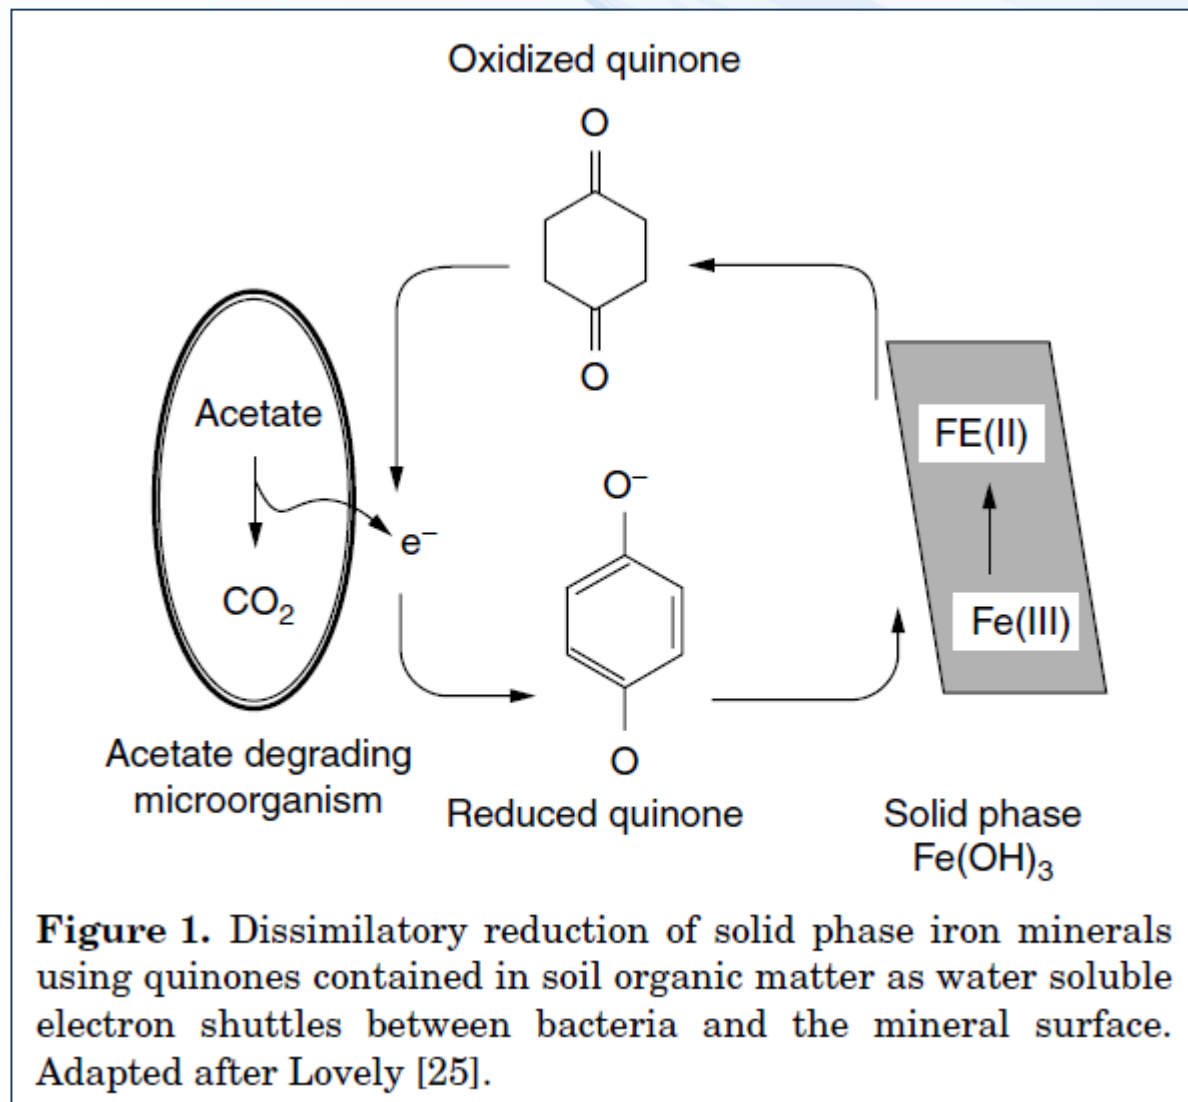 Oxidized quinone
O
O
Acetate
CO₂
e⁻
O⁻
O
FE(II)
Fe(III)
Acetate degrading
microorganism
Reduced quinone
Solid phase
Fe(OH)₃
Figure 1. Dissimilatory reduction of solid phase iron minerals
using quinones contained in soil organic matter as water soluble
electron shuttles between bacteria and the mineral surface.
Adapted after Lovely [25].